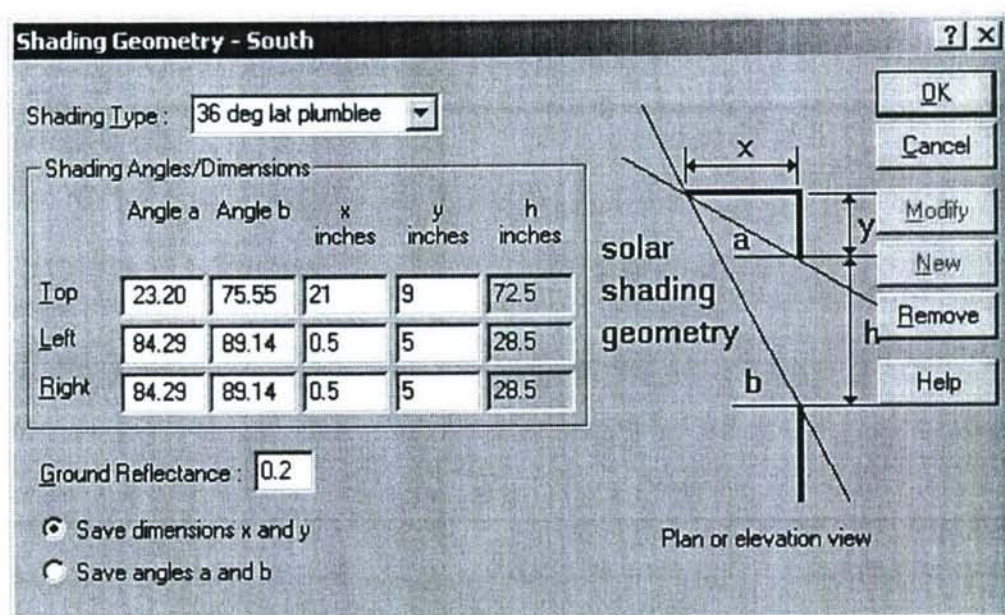 Shading Geometry - South
Shading Type : 36 deg lat plumblee
Shading Angles/Dimensions
Angle a Angle b x inches y inches h inches
Top 23.20 75.55 21 9 72.5
Left 84.29 89.14 0.5 5 28.5
Right 84.29 89.14 0.5 5 28.5
Ground Reflectance : 0.2
Save dimensions x and y
Save angles a and b
solar
shading
geometry
x
y
a
h
b
Plan or elevation view
? ×
OK
Cancel
Modify
New
Remove
Help